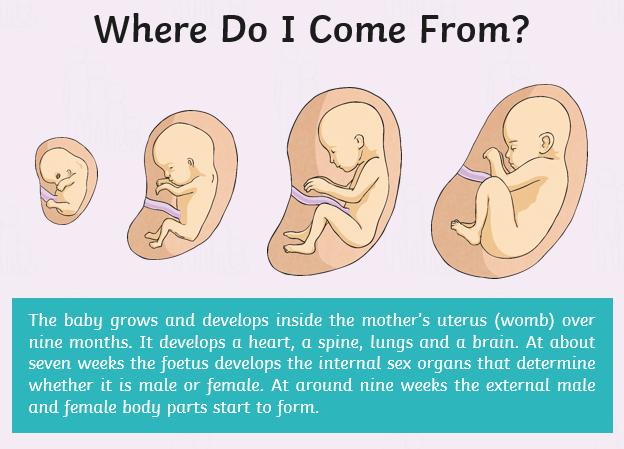 Where Do I Come From?
The baby grows and develops inside the mother's uterus (womb) over
nine months. It develops a heart, a spine, lungs and a brain. At about
seven weeks the foetus develops the internal sex organs that determine
whether it is male or female. At around nine weeks the external male
and female body parts start to form.